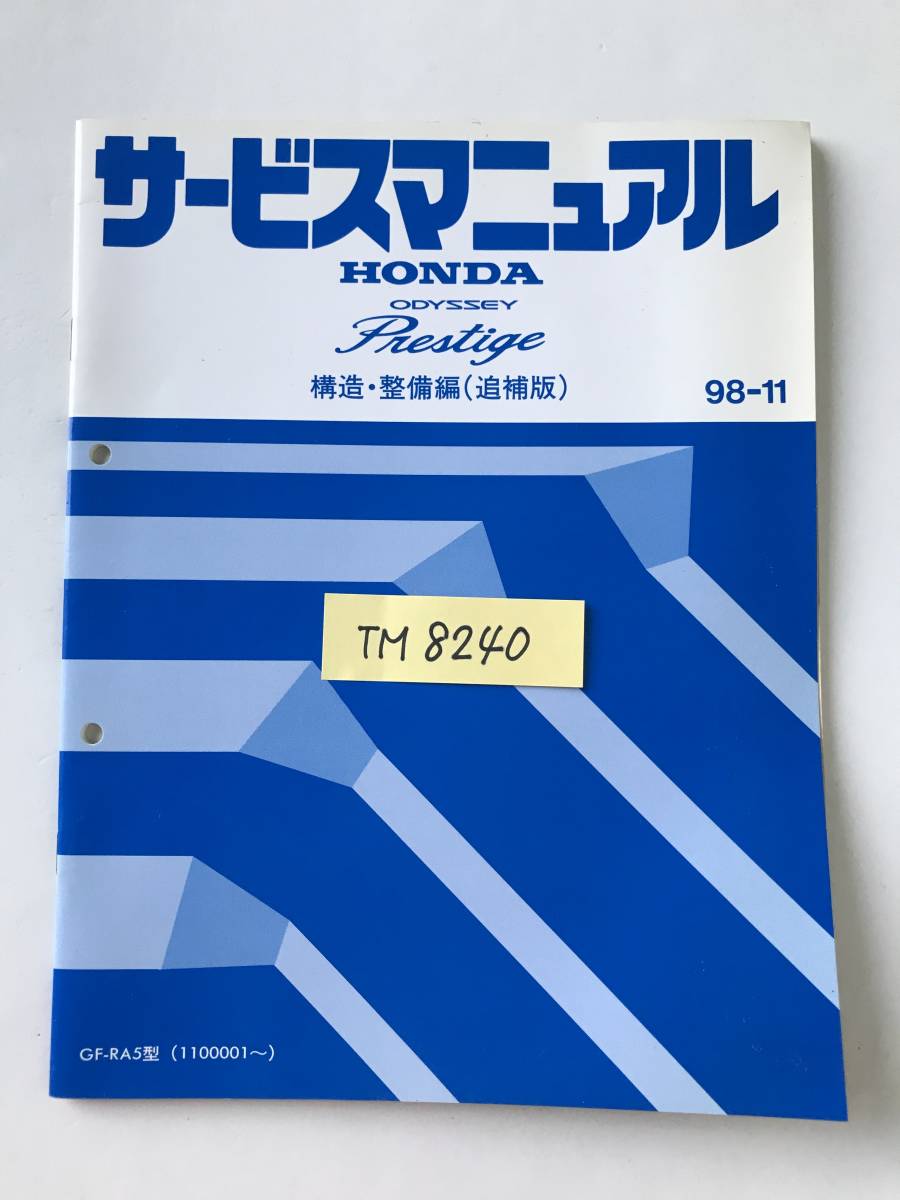 サービスマニュアル
HONDA
ODYSSEY
Prestige
構造・整備編(追補版)
98-11
TM 8240
GF-RA5型 (1100001〜)